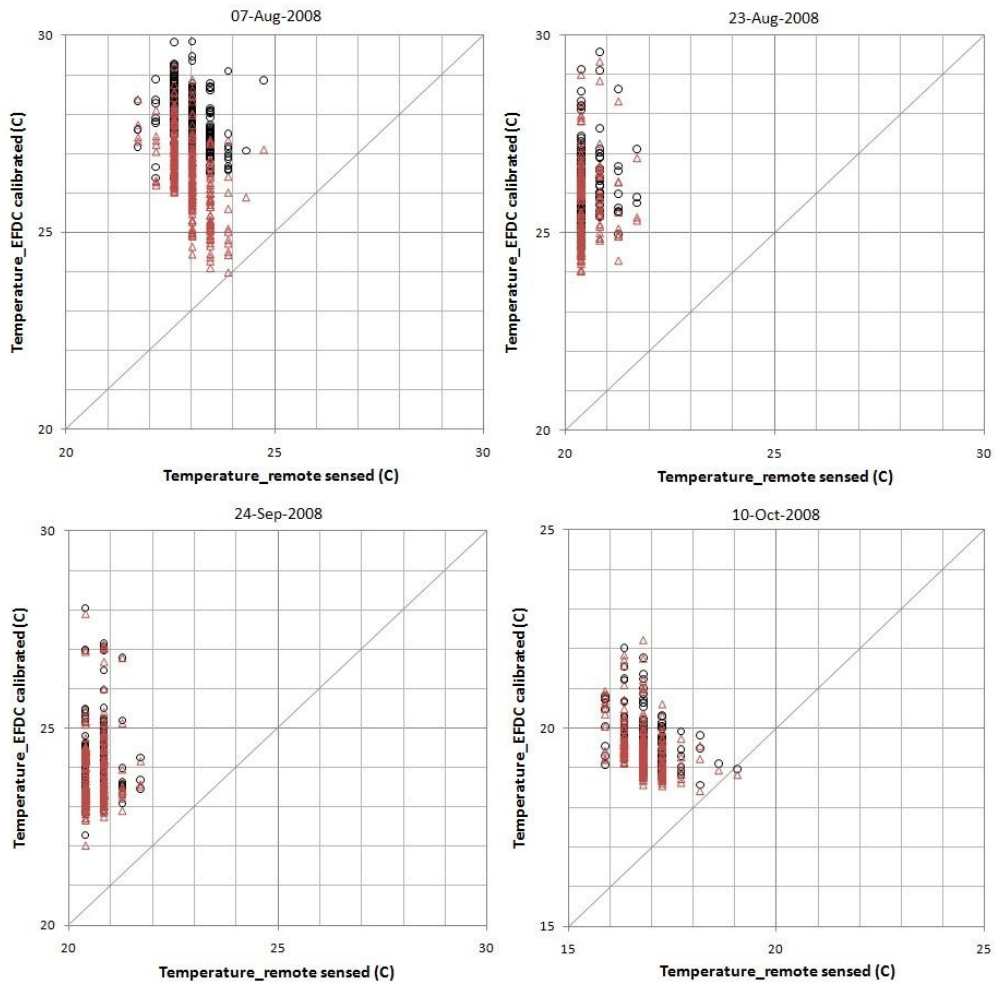 07-Aug-2008
30
25
20
Temperature_EFDC calibrated (C)
20
25
30
Temperature_remote sensed (C)
23-Aug-2008
30
25
20
Temperature_EFDC calibrated (C)
20
25
30
Temperature_remote sensed (C)
24-Sep-2008
30
25
20
Temperature_EFDC calibrated (C)
20
25
30
Temperature_remote sensed (C)
10-Oct-2008
25
20
15
Temperature_EFDC calibrated (C)
15
20
25
Temperature_remote sensed (C)